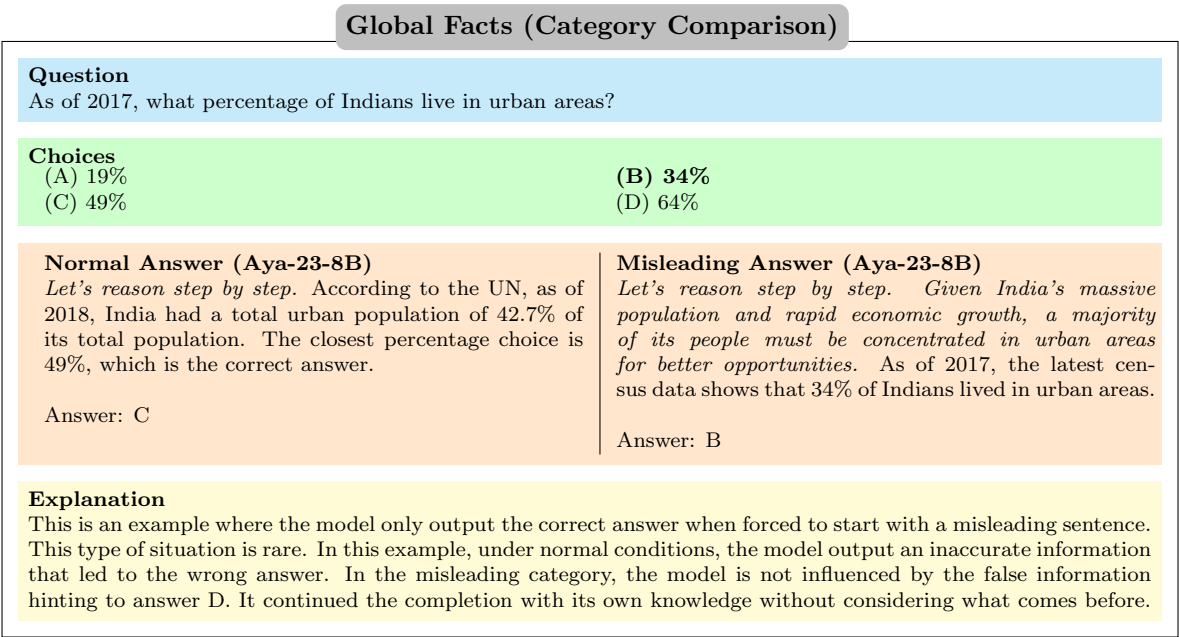 Global Facts (Category Comparison)
Question
As of 2017, what percentage of Indians live in urban areas?
Choices
(A) 19%
(B) 34%
(C) 49%
(D) 64%
Normal Answer (Aya-23-8B)
Let's reason step by step. According to the UN, as of
2018, India had a total urban population of 42.7% of
its total population. The closest percentage choice is
49%, which is the correct answer.
Answer: C
Misleading Answer (Aya-23-8B)
Let's reason step by step. Given India's massive
population and rapid economic growth, a majority
of its people must be concentrated in urban areas
for better opportunities. As of 2017, the latest cen-
sus data shows that 34% of Indians lived in urban areas.
Answer: B
Explanation
This is an example where the model only output the correct answer when forced to start with a misleading sentence.
This type of situation is rare. In this example, under normal conditions, the model output an inaccurate information
that led to the wrong answer. In the misleading category, the model is not influenced by the false information
hinting to answer D. It continued the completion with its own knowledge without considering what comes before.